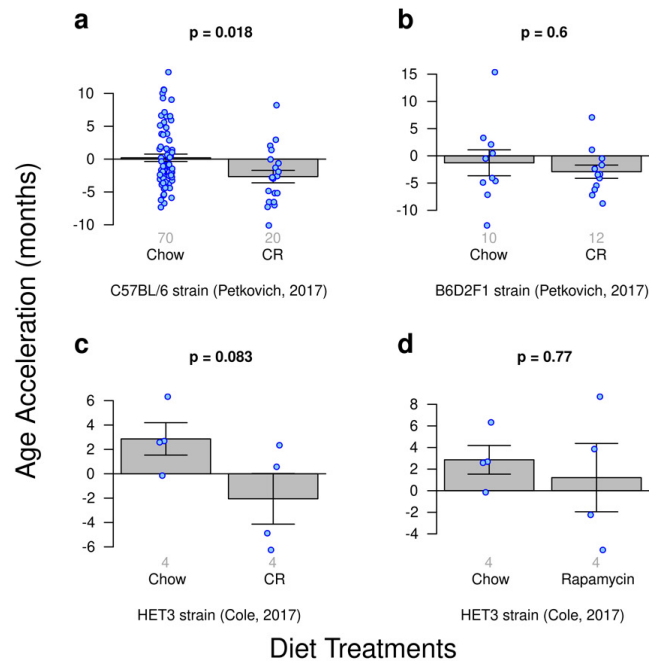 a
p = 0.018
10
5
0
-5
-10
70
20
Chow
CR
C57BL/6 strain (Petkovich, 2017)
b
p = 0.6
15
10
5
0
-5
-10
10
12
Chow
CR
B6D2F1 strain (Petkovich, 2017)
Age Acceleration (months)
c
p = 0.083
6
4
2
0
-2
-4
-6
4
4
Chow
CR
HET3 strain (Cole, 2017)
d
p = 0.77
8
6
4
2
0
-2
-4
4
4
Chow
Rapamycin
HET3 strain (Cole, 2017)
Diet Treatments